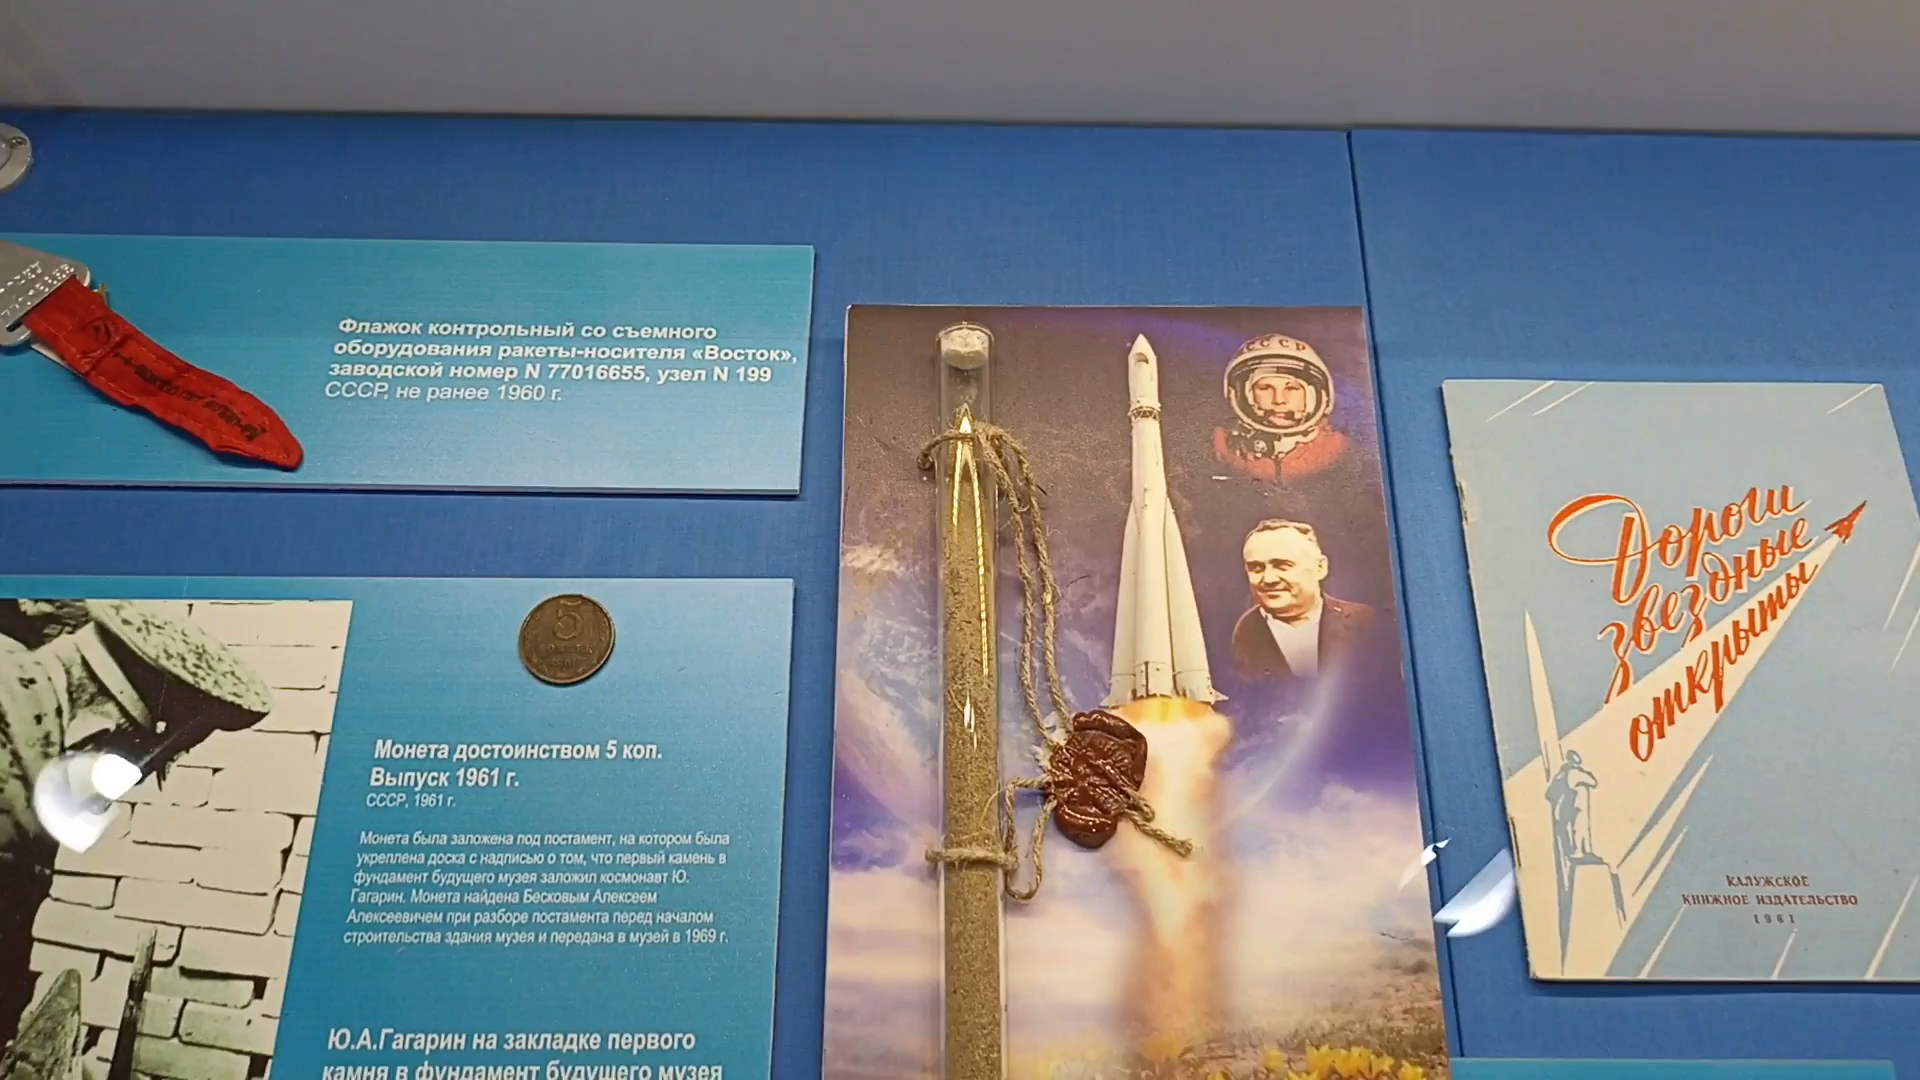 Флажок контрольный со съемного
оборудования ракеты-носителя «Восток»,
заводской номер N 77016655, узел N 199
СССР, не ранее 1960 г.
5
Монета достоинством 5 коп.
Выпуск 1961 г.
СССР, 1961 г.
Монета была заложена под постамент, на котором была
укреплена доска с надписью о том, что первый камень в
фундамент будущего музея заложил космонавт Ю.
Гагарин. Монета найдена Бесковым Алексеем
Алексеевичем при разборе постамента перед началом
строительства здания музея и передана в музей в 1969 г.
Ю.А.Гагарин на закладке первого
камня в фундамент будущего музея
СССР
Дороги
звездные
открыты
КАЛУЖСКОЕ
КНИЖНОЕ ИЗДАТЕЛЬСТВО
1961